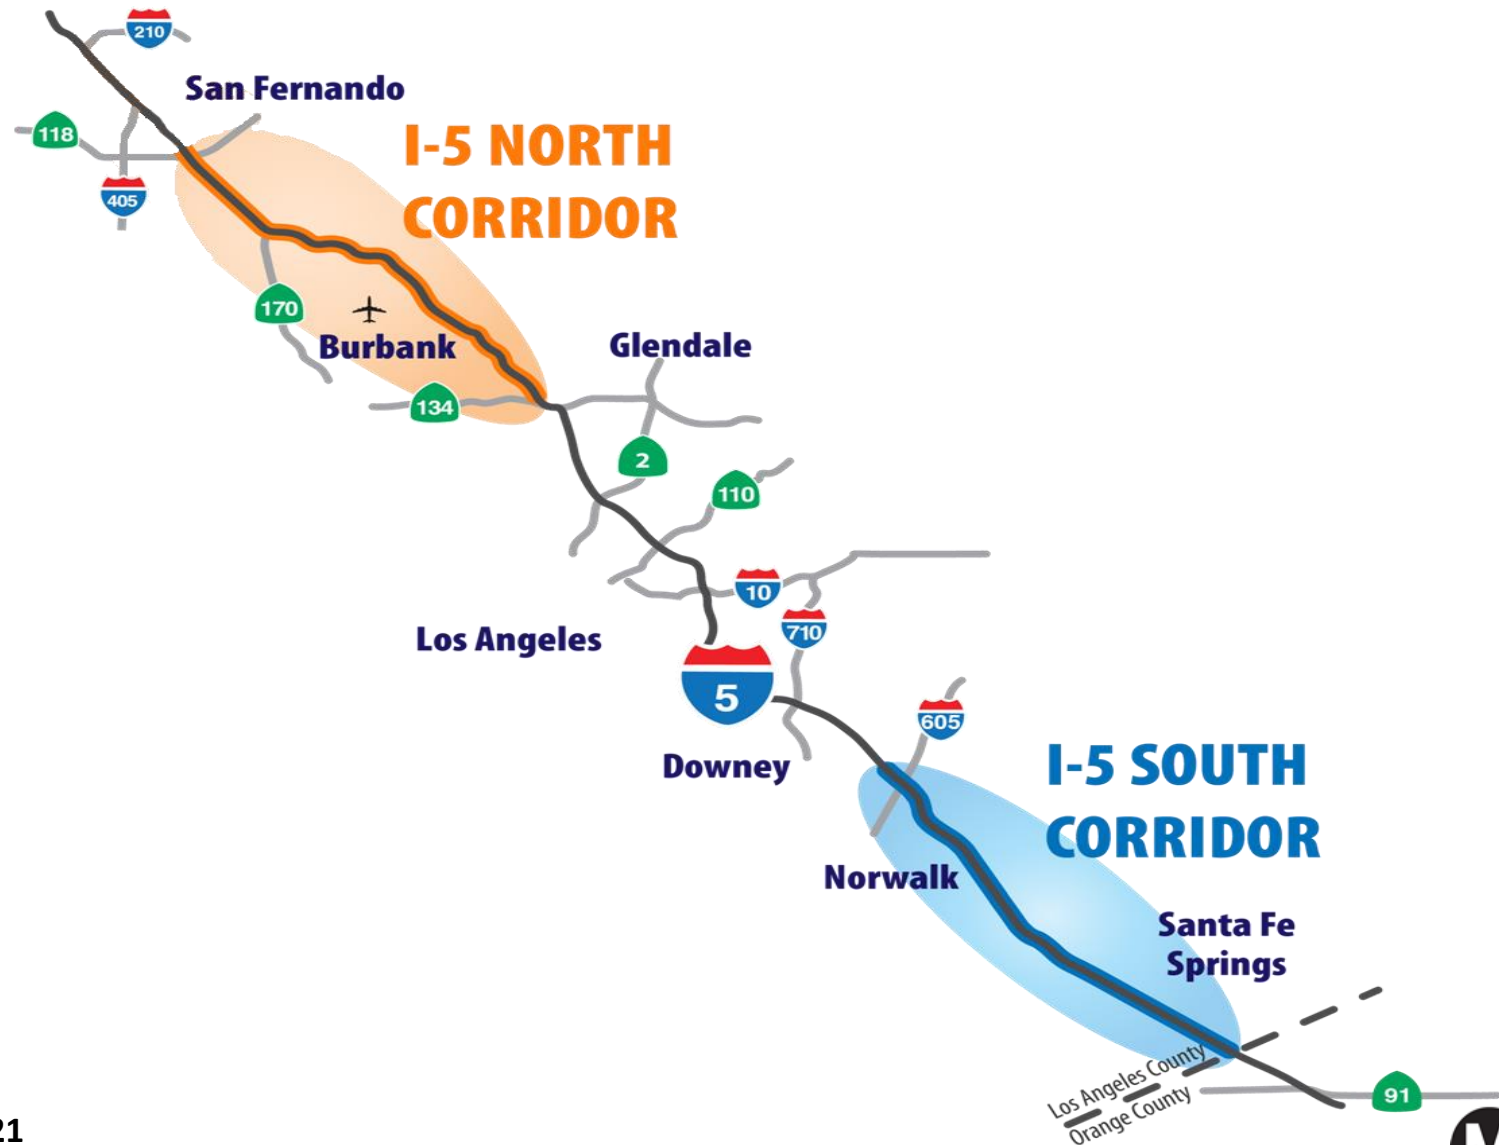 210
San Fernando
118
I-5 NORTH
CORRIDOR
405
170
Burbank
Glendale
134
2
110
10
Los Angeles
710
5
605
Downey
I-5 SOUTH
CORRIDOR
Norwalk
Santa Fe
Springs
Los Angeles County
Orange County
91
21